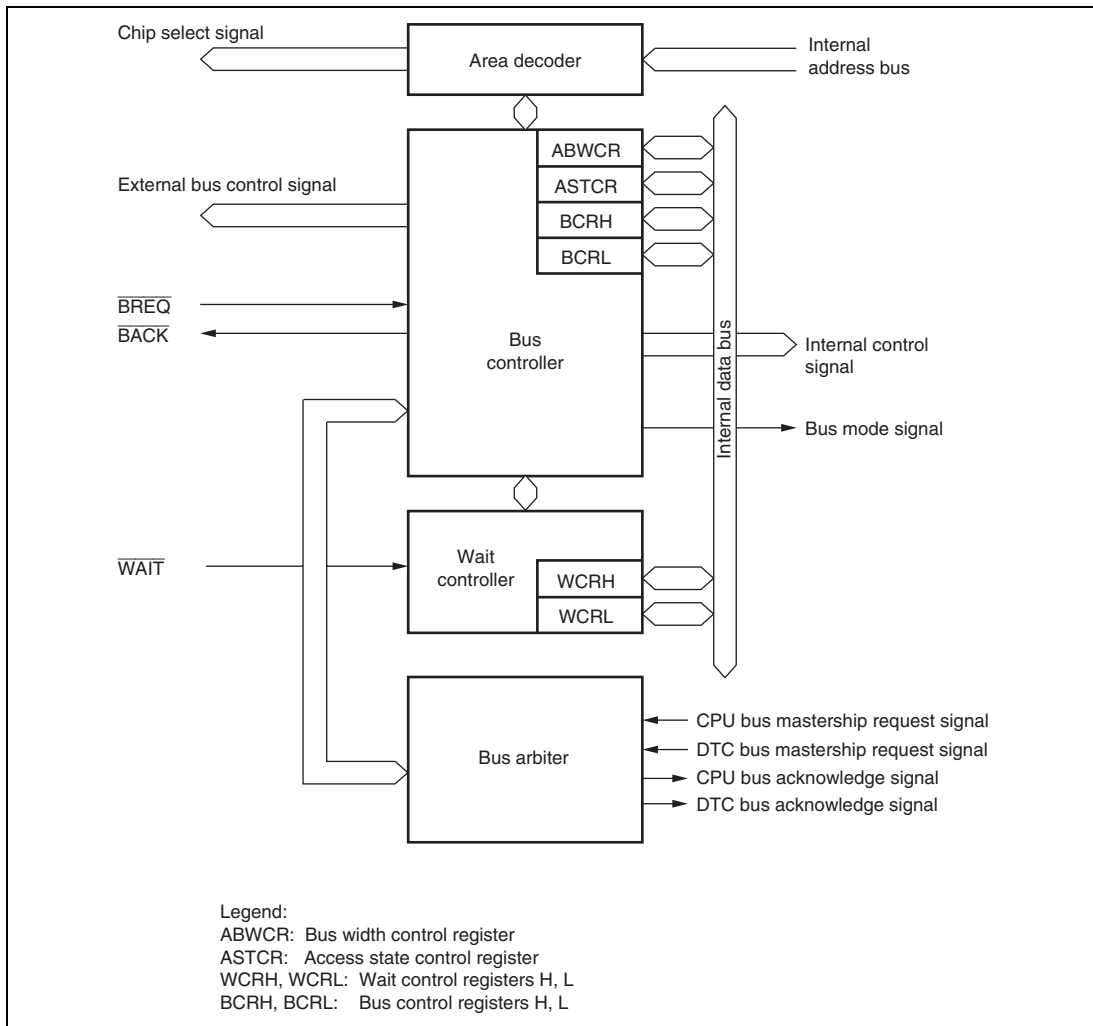 Chip select signal
Area decoder
Internal
address bus
ABWCR
External bus control signal
ASTCR
BCRH
BCRL
BREQ
BACK
Bus
controller
Internal control
signal
Internal data bus
Bus mode signal
WAIT
Wait
controller
WCRH
WCRL
CPU bus mastership request signal
DTC bus mastership request signal
Bus arbiter
CPU bus acknowledge signal
DTC bus acknowledge signal
Legend:
ABWCR: Bus width control register
ASTCR: Access state control register
WCRH, WCRL: Wait control registers H, L
BCRH, BCRL: Bus control registers H, L